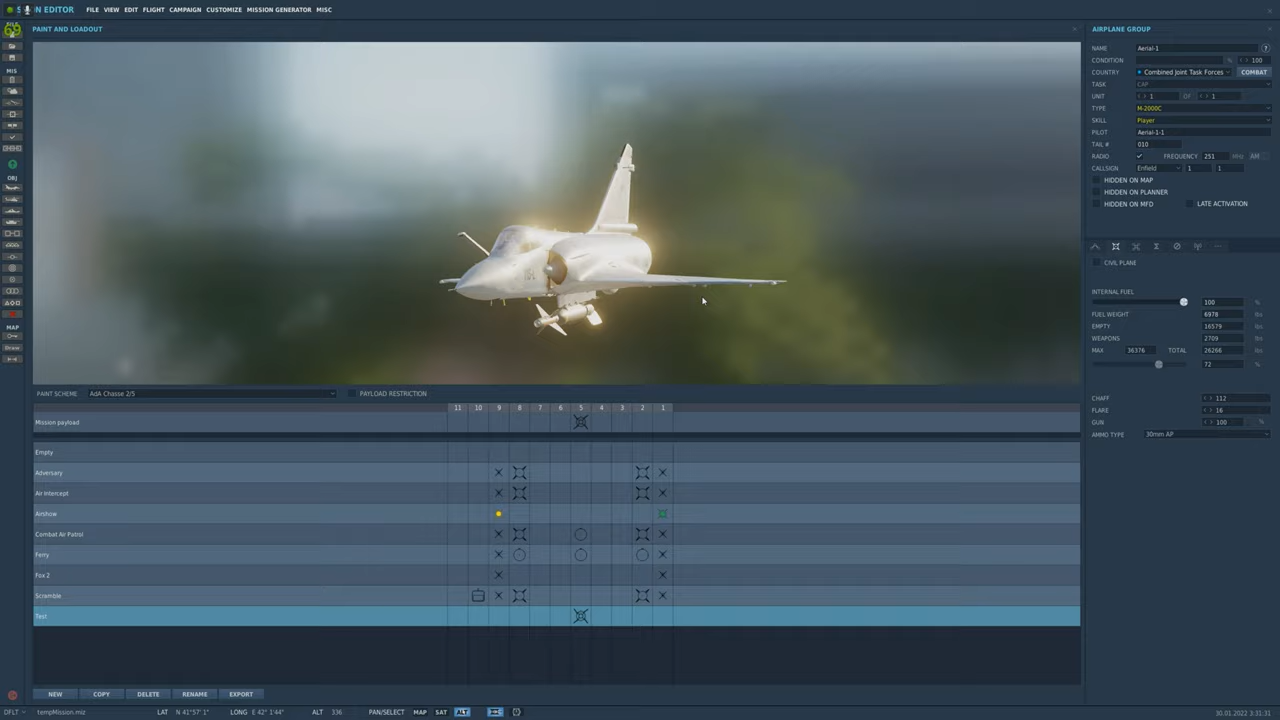 S ON EDITOR FILE VIEW EDIT FLIGHT CAMPAIGN CUSTOMIZE MISSION GENERATOR MISC
PAINT AND LOADOUT
AIRPLANE GROUP
NAME Aerial-1 ?
CONDITION % < > 100
COUNTRY Combined Joint Task Forces COMBAT
TASK CAP
UNIT < > 1 OF < > 1
TYPE M-2000C
SKILL Player
PILOT Aerial-1-1
TAIL # 010
RADIO FREQUENCY 251 MHz AM
CALLSIGN Enfield 1 1
HIDDEN ON MAP
HIDDEN ON PLANNER
HIDDEN ON MFD LATE ACTIVATION
CIVIL PLANE
INTERNAL FUEL
100 %
FUEL WEIGHT 6978 lbs
EMPTY 16579 lbs
WEAPONS 2709 lbs
MAX 36376 TOTAL 26266 lbs
72 %
CHAFF < > 112
FLARE < > 16
GUN < > 100 %
AMMO TYPE 30mm AP
MIS
OBJ
MAP
Draw
PAINT SCHEME AdA Chasse 2/5 PAYLOAD RESTRICTION
11 10 9 8 7 6 5 4 3 2 1
Mission payload
Empty
Adversary
Air Intercept
Airshow
Combat Air Patrol
Ferry
Fox 2
Scramble
Test
NEW COPY DELETE RENAME EXPORT
DFLT tempMission.miz LAT N 41°57' 1" LONG E 42° 1'44" ALT 336 PAN/SELECT MAP SAT ALT 30.01.2022 3:31:31